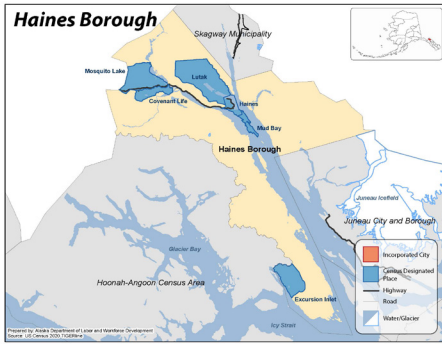 Haines Borough
Skagway Municipality
Mosquito Lake
Lutak
Covenant Life
Haines
Mud Bay
Haines Borough
Juneau Icefield
Juneau City and Borough
Glacier Bay
Hoonah-Angoon Census Area
Excursion Inlet
Icy Strait
Incorporated City
Census Designated
Place
Highway
Road
Water/Glacier
Prepared by: Alaska Department of Labor and Workforce Development
Source: US Census 2020, TIGERline